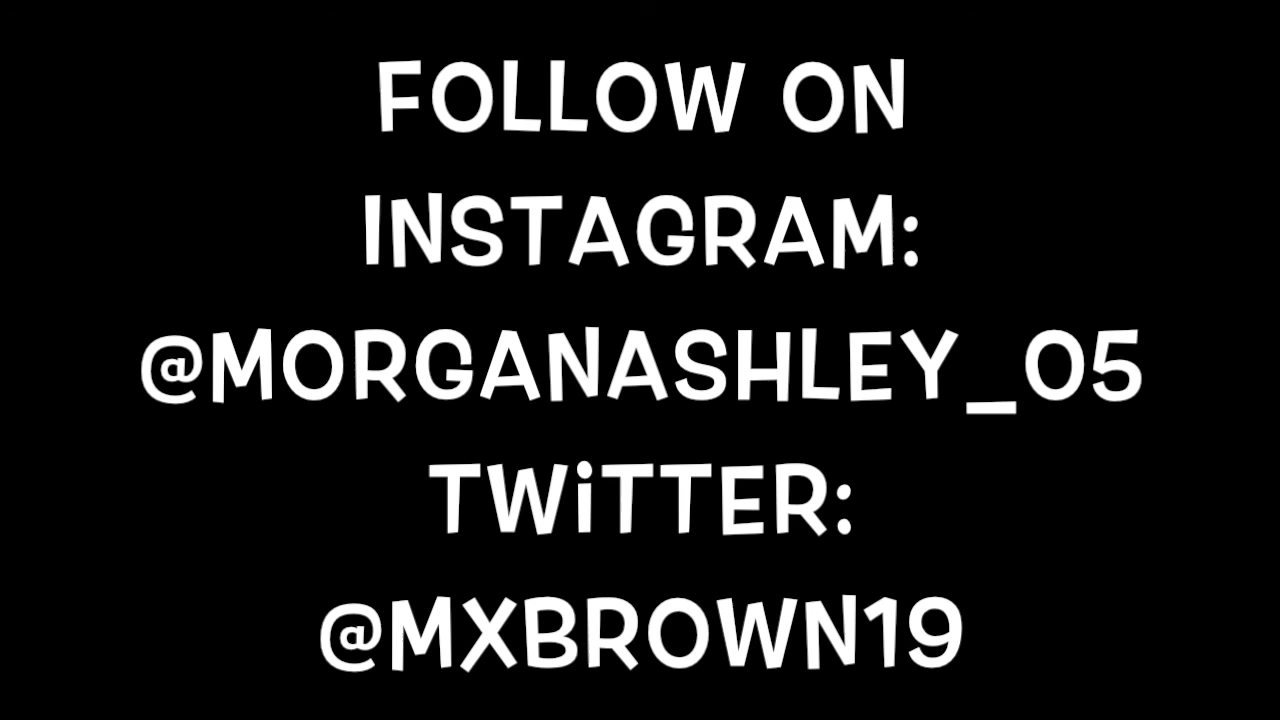 FOLLOW ON
INSTAGRAM:
@MORGANASHLEY_05
TWiTTER:
@MXBROWN19